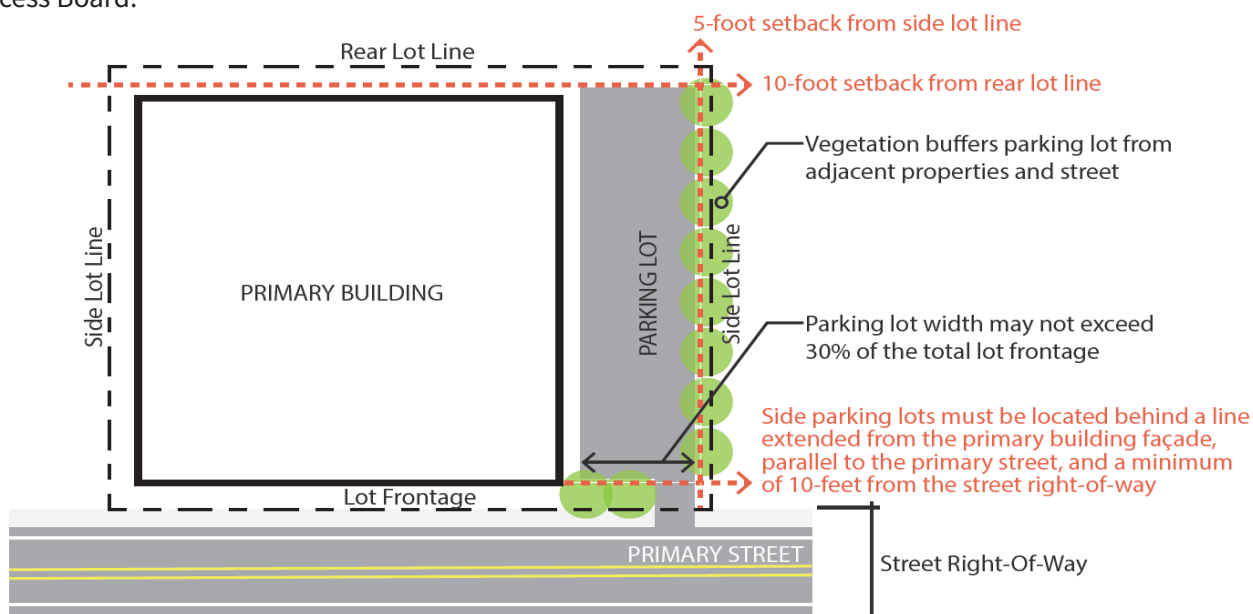 cess Board.
5-foot setback from side lot line
Rear Lot Line
10-foot setback from rear lot line
Vegetation buffers parking lot from
adjacent properties and street
Side Lot Line
PRIMARY BUILDING
PARKING LOT
Side Lot Line
Parking lot width may not exceed
30% of the total lot frontage
Side parking lots must be located behind a line
extended from the primary building façade,
parallel to the primary street, and a minimum
of 10-feet from the street right-of-way
Lot Frontage
PRIMARY STREET
Street Right-Of-Way